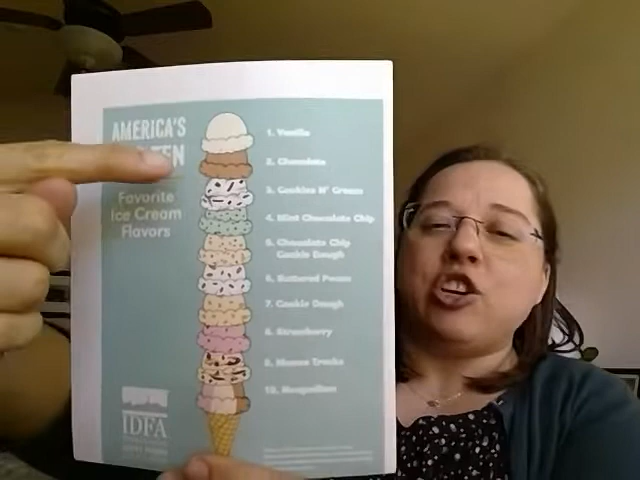 AMERICA'S
Favorite
Ice Cream
Flavors
1. Vanilla
2. Chocolate
3. Cookies N' Cream
4. Mint Chocolate Chip
5. Chocolate Chip
Cookie Dough
6. Buttered Pecan
7. Cookie Dough
8. Strawberry
9. Moose Tracks
10. Neapolitan
IDFA